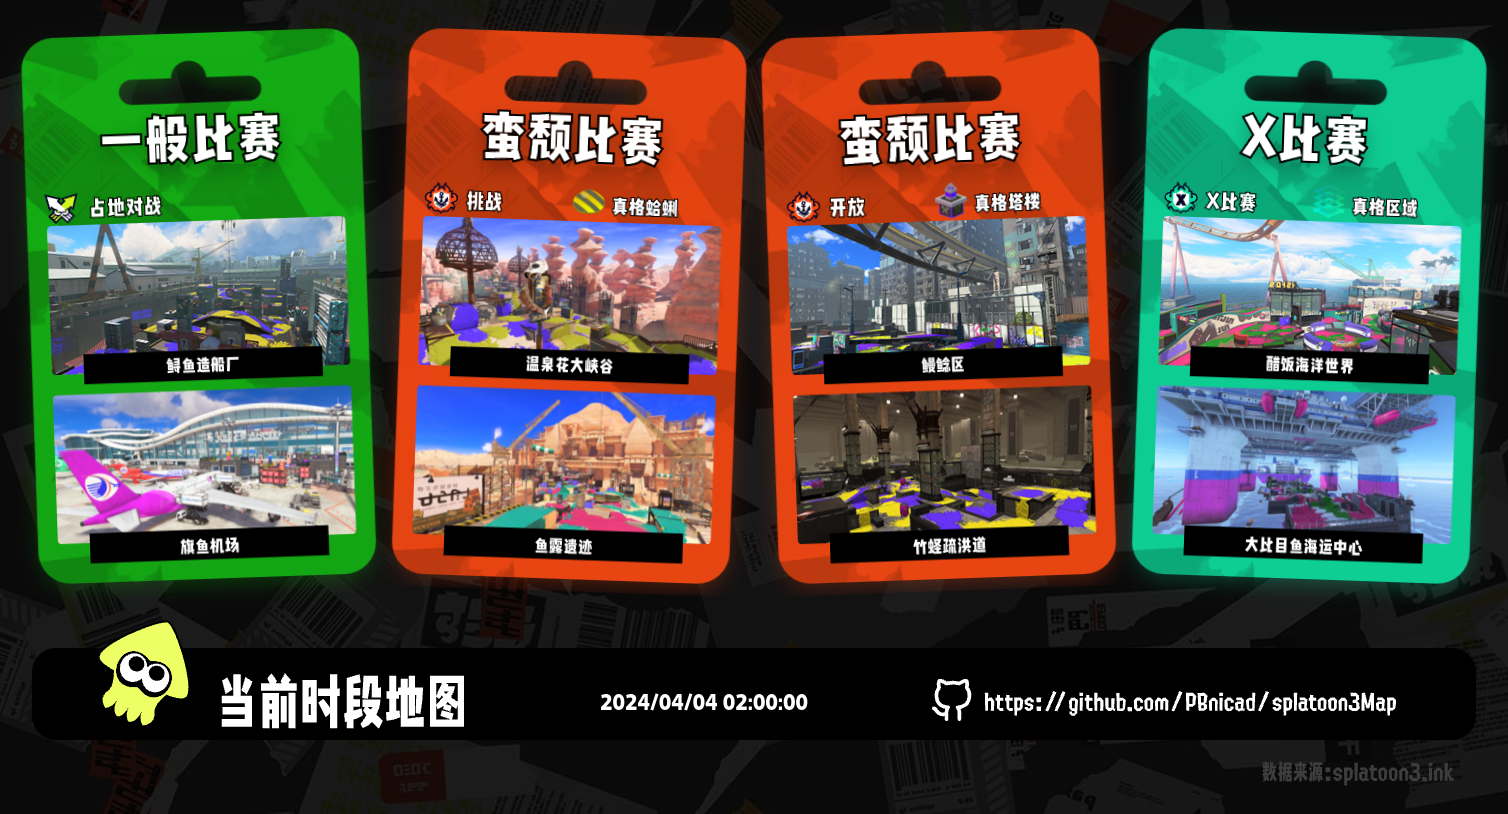 一般比赛
占地对战
鲟鱼造船厂
旗鱼机场
蛮颓比赛
挑战
真格蛤蜊
温泉花大峡谷
鱼露遗迹
蛮颓比赛
开放
真格塔楼
鳗鲶区
竹蛏疏洪道
X比赛
X比赛
真格区域
醋饭海洋世界
大比目鱼海运中心
当前时段地图
2024/04/04 02:00:00
https://github.com/PBnicad/splatoon3Map
数据来源:splatoon3.ink